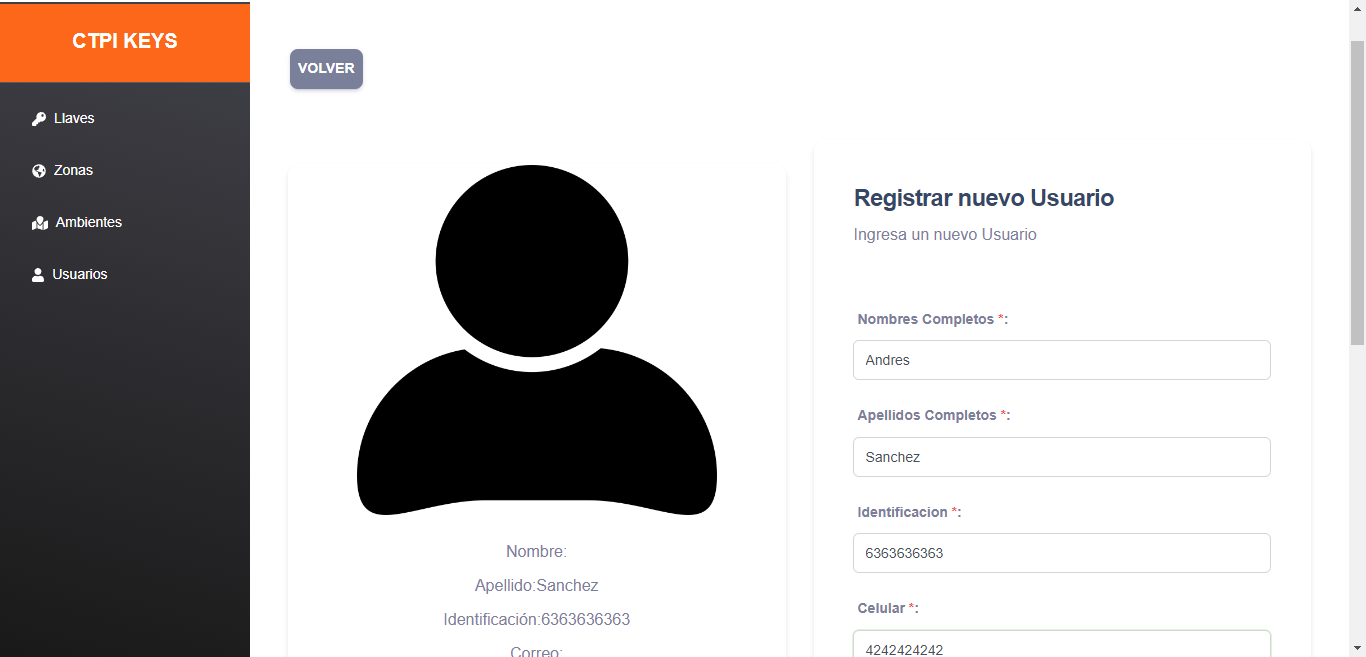 CTPI KEYS
Llaves
Zonas
Ambientes
Usuarios
VOLVER
Nombre:
Apellido:Sanchez
Identificación:6363636363
Correo:
Registrar nuevo Usuario
Ingresa un nuevo Usuario
Nombres Completos *:
Andres
Apellidos Completos *:
Sanchez
Identificacion *:
6363636363
Celular *:
4242424242